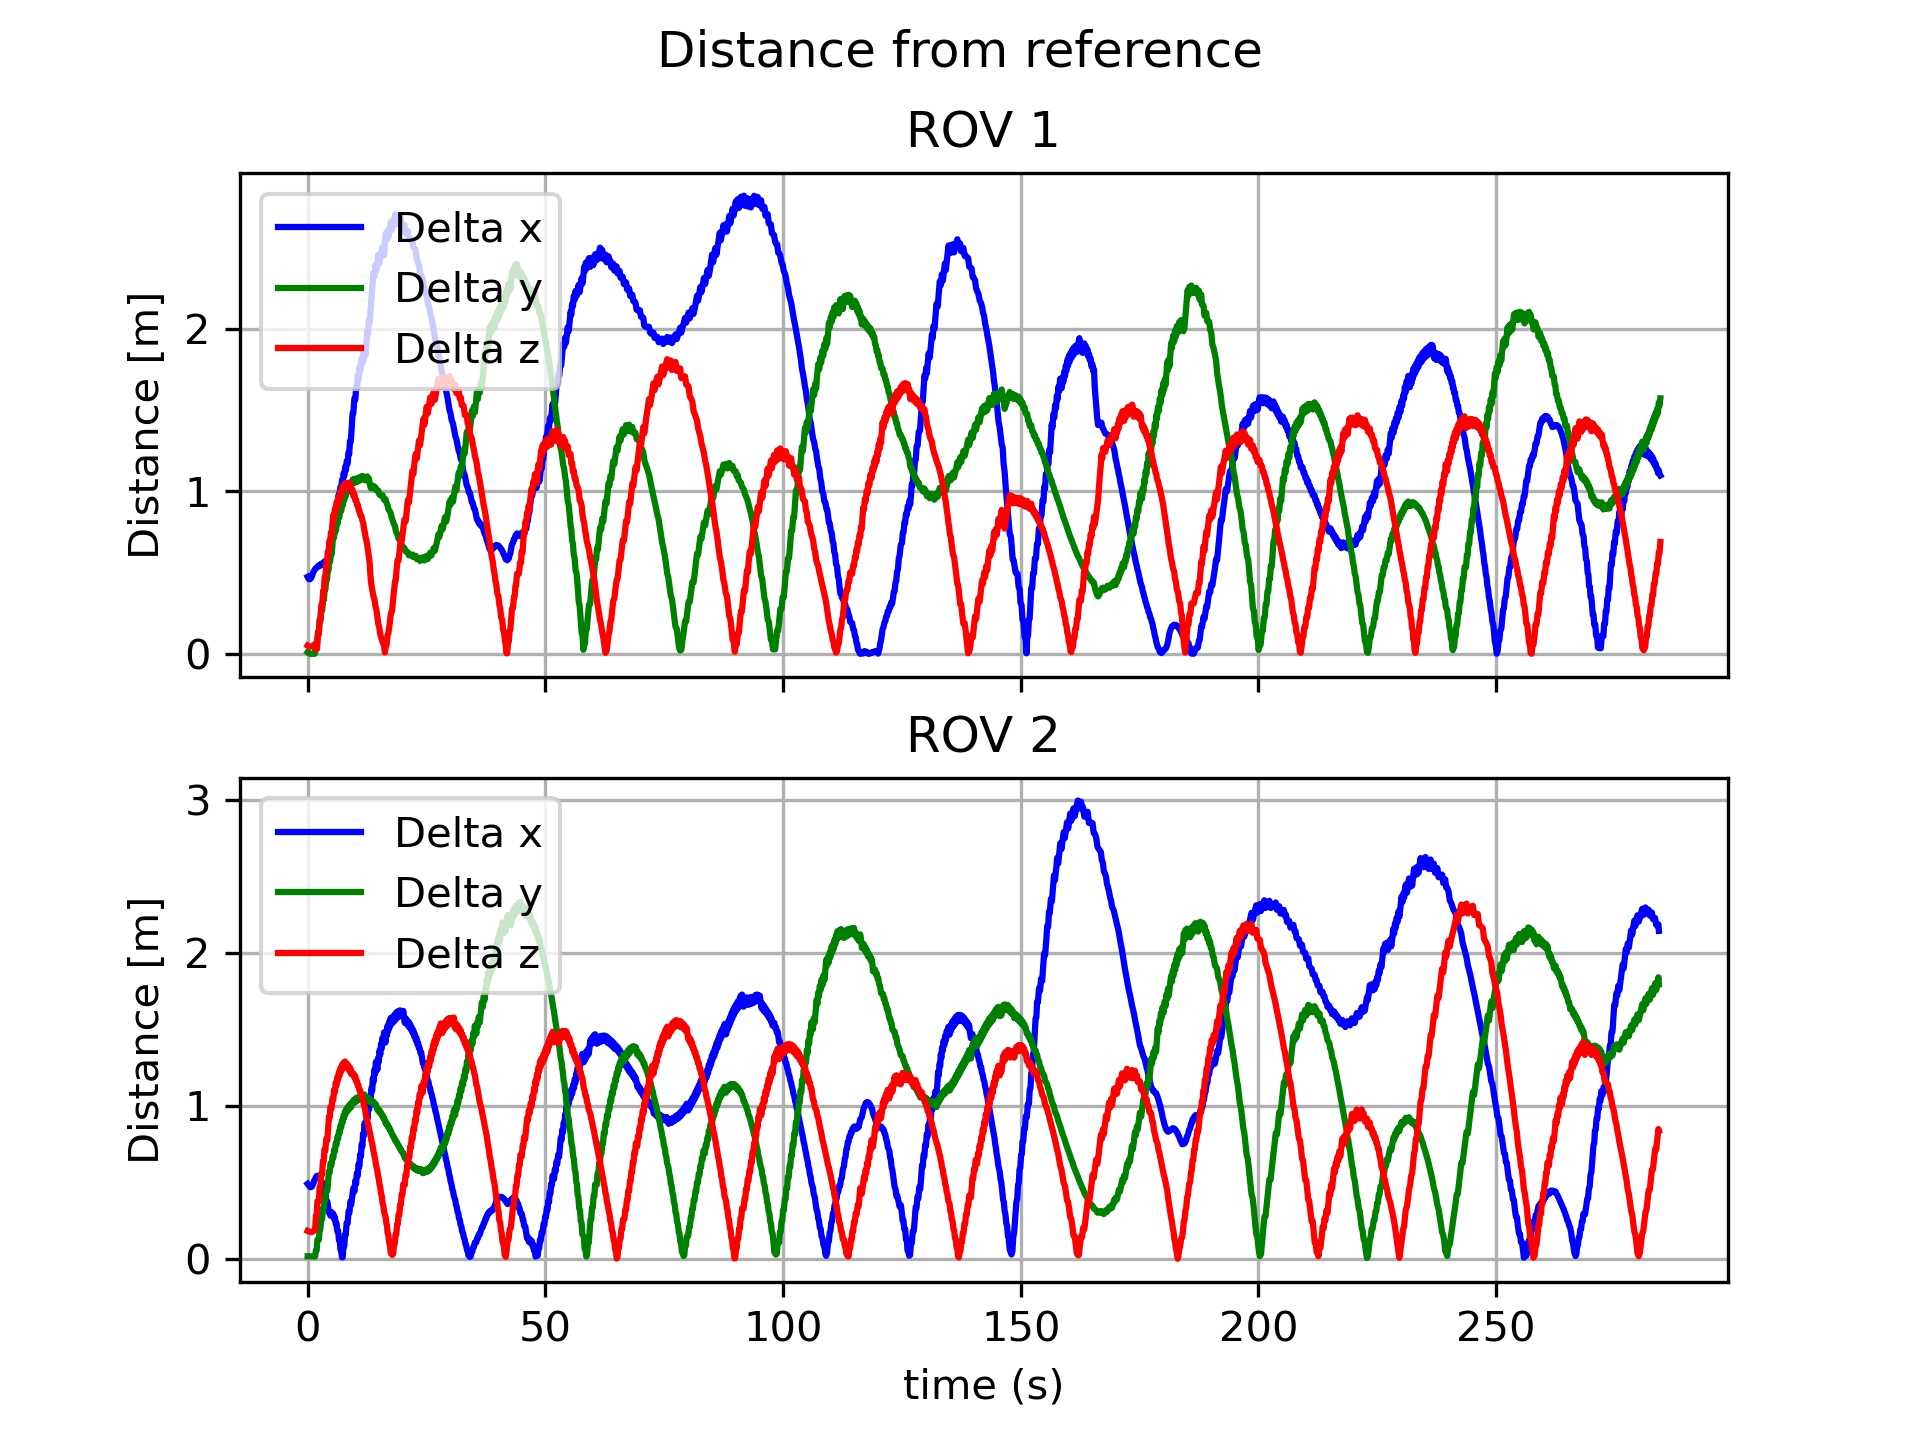 Distance from reference
ROV 1
Distance [m]
2
1
0
Delta x
Delta y
Delta z
ROV 2
Distance [m]
3
2
1
0
Delta x
Delta y
Delta z
0 50 100 150 200 250
time (s)